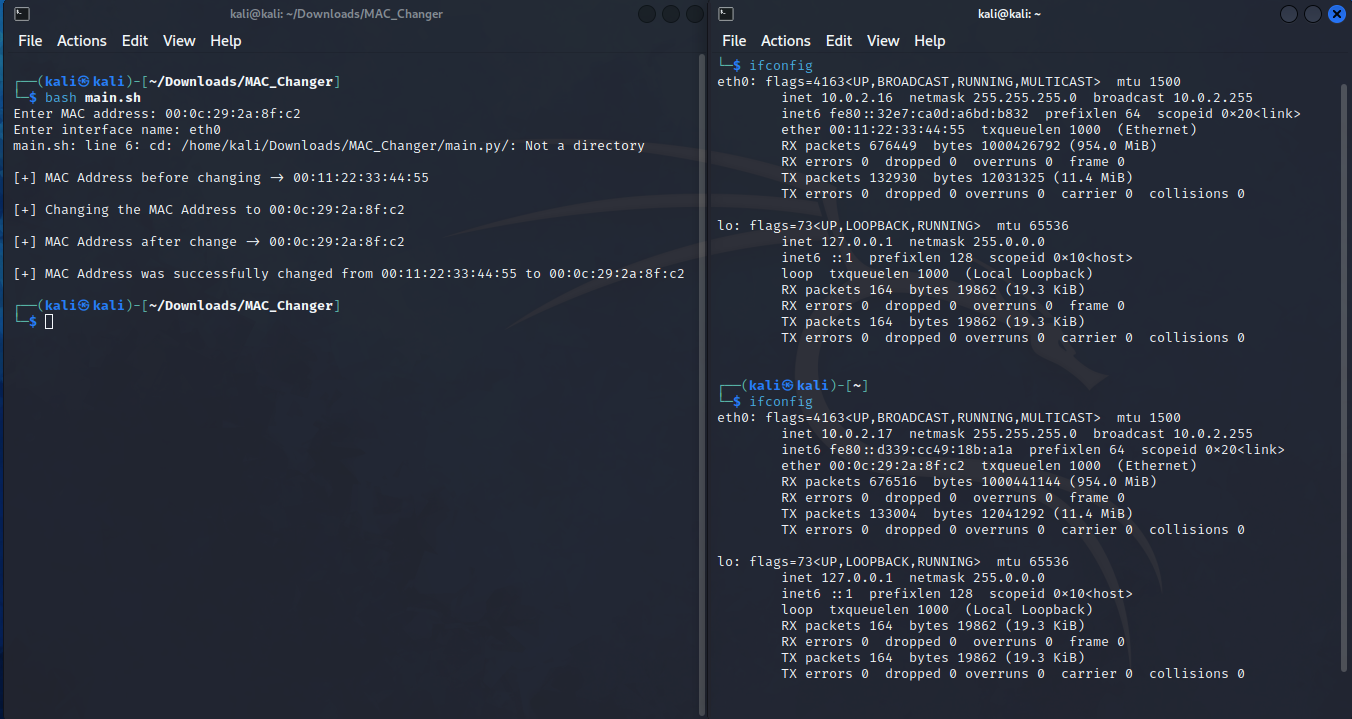 kali@kali: ~/Downloads/MAC_Changer
File Actions Edit View Help
┌──(kali㉿kali)-[~/Downloads/MAC_Changer]
└─$ bash main.sh
Enter MAC address: 00:0c:29:2a:8f:c2
Enter interface name: eth0
main.sh: line 6: cd: /home/kali/Downloads/MAC_Changer/main.py/: Not a directory
[+] MAC Address before changing → 00:11:22:33:44:55
[+] Changing the MAC Address to 00:0c:29:2a:8f:c2
[+] MAC Address after change → 00:0c:29:2a:8f:c2
[+] MAC Address was successfully changed from 00:11:22:33:44:55 to 00:0c:29:2a:8f:c2
┌──(kali㉿kali)-[~/Downloads/MAC_Changer]
└─$
kali@kali: ~
File Actions Edit View Help
└─$ ifconfig
eth0: flags=4163<UP,BROADCAST,RUNNING,MULTICAST> mtu 1500
inet 10.0.2.16 netmask 255.255.255.0 broadcast 10.0.2.255
inet6 fe80::32e7:ca0d:a6bd:b832 prefixlen 64 scopeid 0×20<link>
ether 00:11:22:33:44:55 txqueuelen 1000 (Ethernet)
RX packets 676449 bytes 1000426792 (954.0 MiB)
RX errors 0 dropped 0 overruns 0 frame 0
TX packets 132930 bytes 12031325 (11.4 MiB)
TX errors 0 dropped 0 overruns 0 carrier 0 collisions 0
lo: flags=73<UP,LOOPBACK,RUNNING> mtu 65536
inet 127.0.0.1 netmask 255.0.0.0
inet6 ::1 prefixlen 128 scopeid 0×10<host>
loop txqueuelen 1000 (Local Loopback)
RX packets 164 bytes 19862 (19.3 KiB)
RX errors 0 dropped 0 overruns 0 frame 0
TX packets 164 bytes 19862 (19.3 KiB)
TX errors 0 dropped 0 overruns 0 carrier 0 collisions 0
┌──(kali㉿kali)-[~]
└─$ ifconfig
eth0: flags=4163<UP,BROADCAST,RUNNING,MULTICAST> mtu 1500
inet 10.0.2.17 netmask 255.255.255.0 broadcast 10.0.2.255
inet6 fe80::d339:cc49:18b:a1a prefixlen 64 scopeid 0×20<link>
ether 00:0c:29:2a:8f:c2 txqueuelen 1000 (Ethernet)
RX packets 676516 bytes 1000441144 (954.0 MiB)
RX errors 0 dropped 0 overruns 0 frame 0
TX packets 133004 bytes 12041292 (11.4 MiB)
TX errors 0 dropped 0 overruns 0 carrier 0 collisions 0
lo: flags=73<UP,LOOPBACK,RUNNING> mtu 65536
inet 127.0.0.1 netmask 255.0.0.0
inet6 ::1 prefixlen 128 scopeid 0×10<host>
loop txqueuelen 1000 (Local Loopback)
RX packets 164 bytes 19862 (19.3 KiB)
RX errors 0 dropped 0 overruns 0 frame 0
TX packets 164 bytes 19862 (19.3 KiB)
TX errors 0 dropped 0 overruns 0 carrier 0 collisions 0